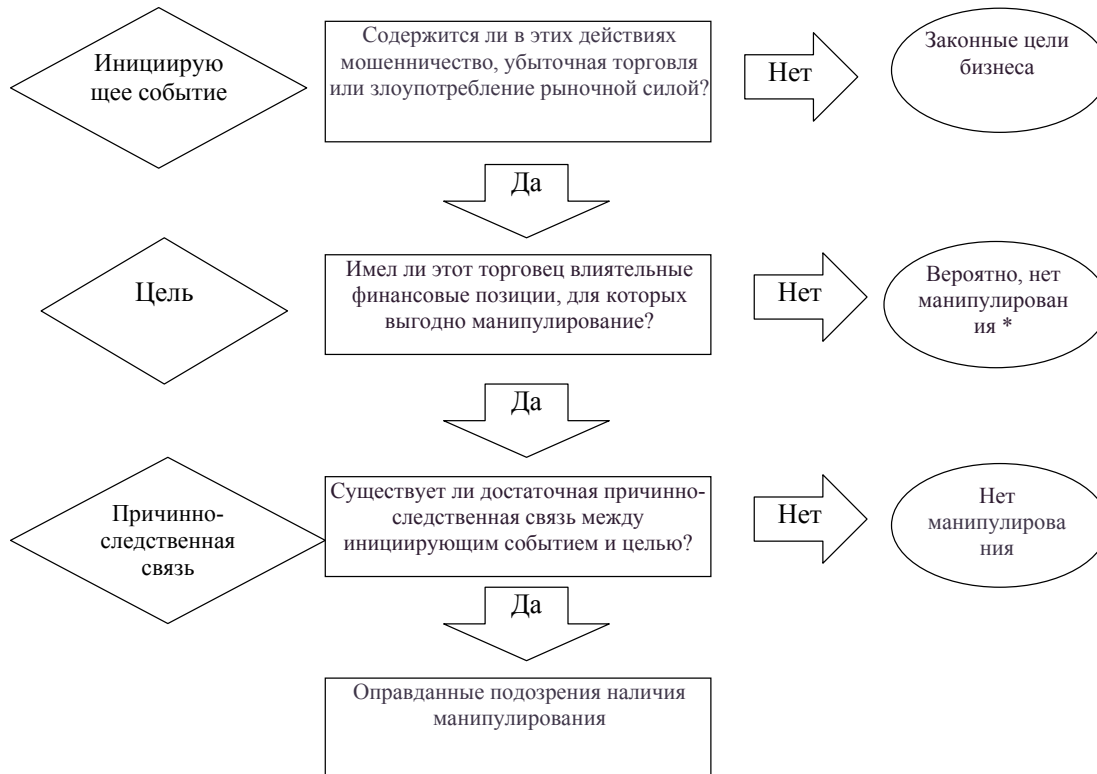 Инициирую
щее событие
Содержится ли в этих действиях
мошенничество, убыточная торговля
или злоупотребление рыночной силой?
Нет
Законные цели
бизнеса
Да
Цель
Имел ли этот торговец влиятельные
финансовые позиции, для которых
выгодно манипулирование?
Нет
Вероятно, нет
манипулирован
ия *
Да
Причинно-
следственная
связь
Существует ли достаточная причинно-
следственная связь между
инициирующим событием и целью?
Нет
Нет
манипулирова
ния
Да
Оправданные подозрения наличия
манипулирования